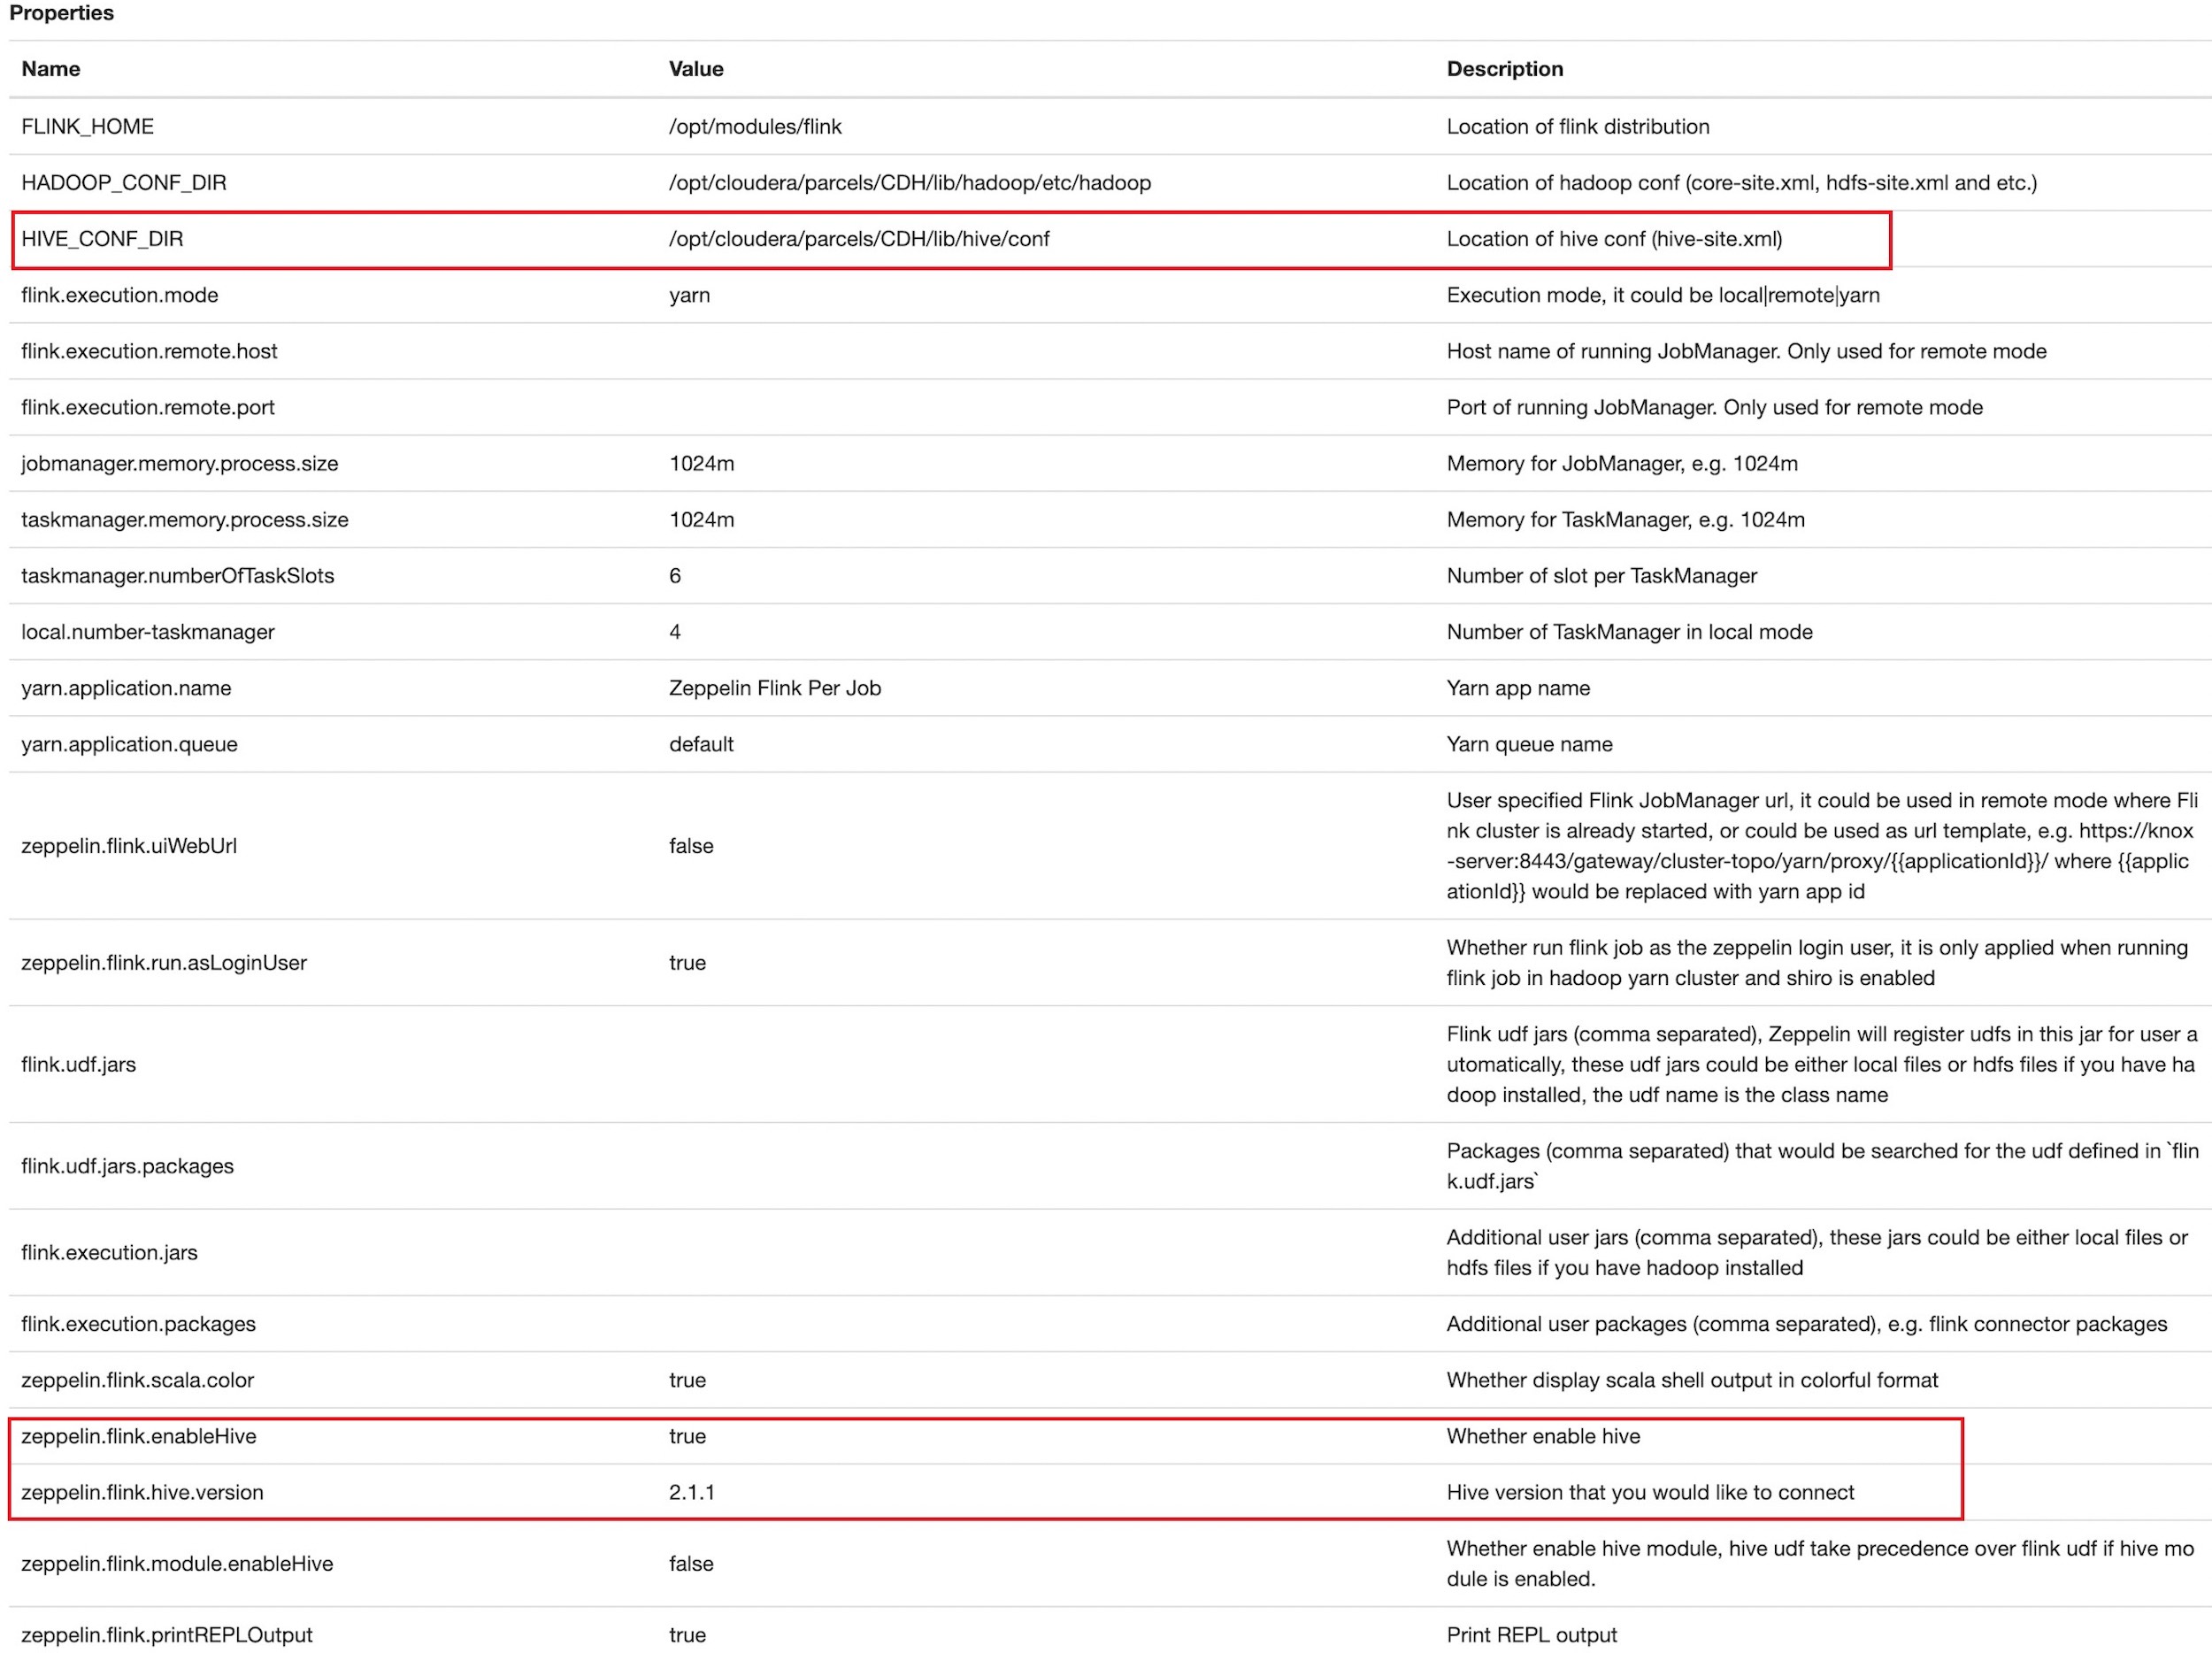 Properties
Name Value Description
FLINK_HOME /opt/modules/flink Location of flink distribution
HADOOP_CONF_DIR /opt/cloudera/parcels/CDH/lib/hadoop/etc/hadoop Location of hadoop conf (core-site.xml, hdfs-site.xml and etc.)
HIVE_CONF_DIR /opt/cloudera/parcels/CDH/lib/hive/conf Location of hive conf (hive-site.xml)
flink.execution.mode yarn Execution mode, it could be local|remote|yarn
flink.execution.remote.host Host name of running JobManager. Only used for remote mode
flink.execution.remote.port Port of running JobManager. Only used for remote mode
jobmanager.memory.process.size 1024m Memory for JobManager, e.g. 1024m
taskmanager.memory.process.size 1024m Memory for TaskManager, e.g. 1024m
taskmanager.numberOfTaskSlots 6 Number of slot per TaskManager
local.number-taskmanager 4 Number of TaskManager in local mode
yarn.application.name Zeppelin Flink Per Job Yarn app name
yarn.application.queue default Yarn queue name
zeppelin.flink.uiWebUrl false User specified Flink JobManager url, it could be used in remote mode where Fli
nk cluster is already started, or could be used as url template, e.g. https://knox
-server:8443/gateway/cluster-topo/yarn/proxy/{{applicationId}}/ where {{applic
ationId}} would be replaced with yarn app id
zeppelin.flink.run.asLoginUser true Whether run flink job as the zeppelin login user, it is only applied when running
flink job in hadoop yarn cluster and shiro is enabled
flink.udf.jars Flink udf jars (comma separated), Zeppelin will register udfs in this jar for user a
utomatically, these udf jars could be either local files or hdfs files if you have ha
doop installed, the udf name is the class name
flink.udf.jars.packages Packages (comma separated) that would be searched for the udf defined in `flin
k.udf.jars`
flink.execution.jars Additional user jars (comma separated), these jars could be either local files or
hdfs files if you have hadoop installed
flink.execution.packages Additional user packages (comma separated), e.g. flink connector packages
zeppelin.flink.scala.color true Whether display scala shell output in colorful format
zeppelin.flink.enableHive true Whether enable hive
zeppelin.flink.hive.version 2.1.1 Hive version that you would like to connect
zeppelin.flink.module.enableHive false Whether enable hive module, hive udf take precedence over flink udf if hive mo
dule is enabled.
zeppelin.flink.printREPLOutput true Print REPL output